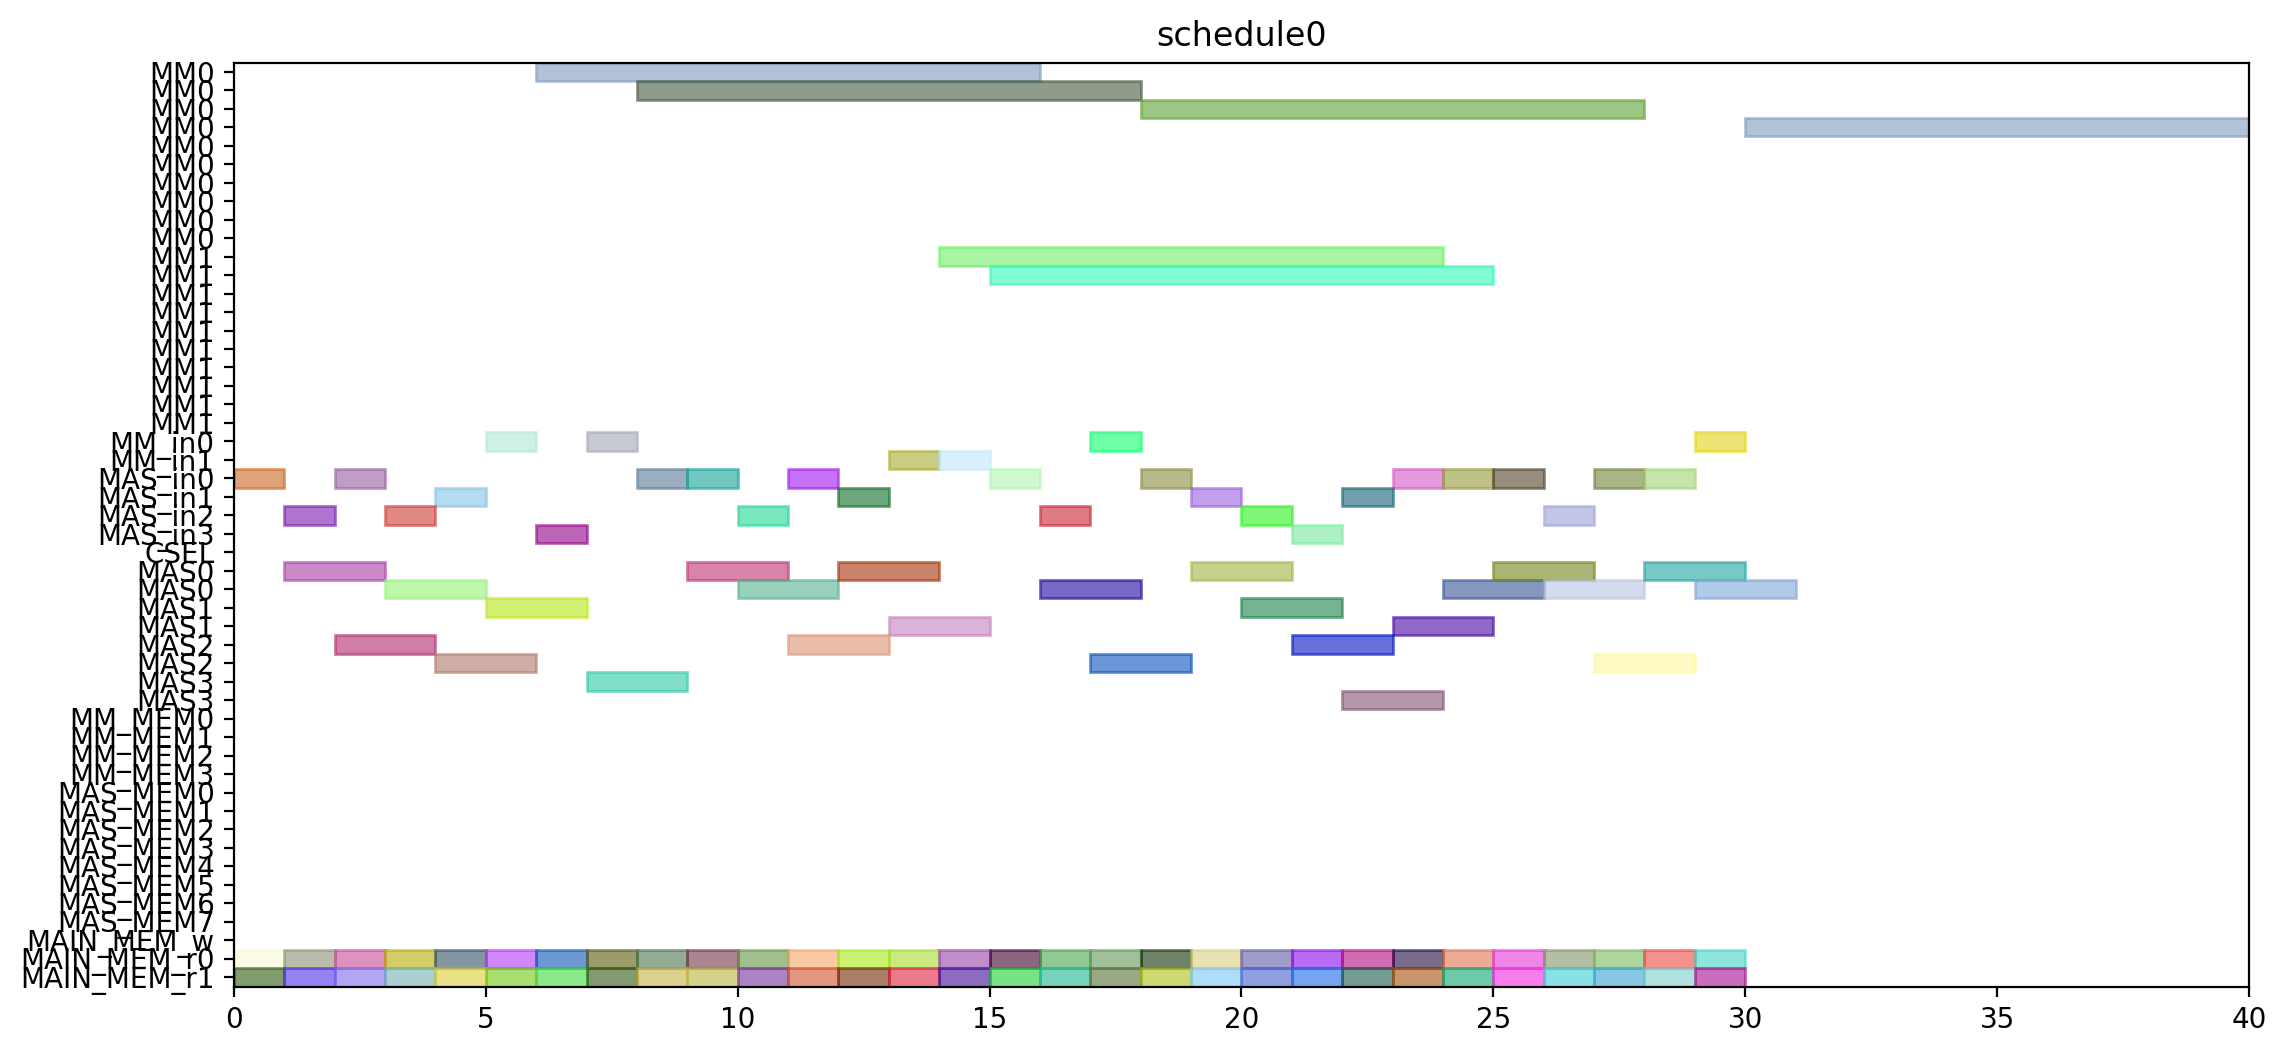 schedule0
MM0
MM0
MM0
MM0
MM0
MM0
MM0
MM0
MM0
MM0
MM1
MM1
MM1
MM1
MM1
MM1
MM1
MM1
MM1
MM1
MM_in0
MM_in1
MAS_in0
MAS_in1
MAS_in2
MAS_in3
CSEL
MAS0
MAS0
MAS1
MAS1
MAS2
MAS2
MAS3
MAS3
MM_MEM0
MM_MEM1
MM_MEM2
MM_MEM3
MAS_MEM0
MAS_MEM1
MAS_MEM2
MAS_MEM3
MAS_MEM4
MAS_MEM5
MAS_MEM6
MAS_MEM7
MAIN_MEM_w
MAIN_MEM_r0
MAIN_MEM_r1
0 5 10 15 20 25 30 35 40